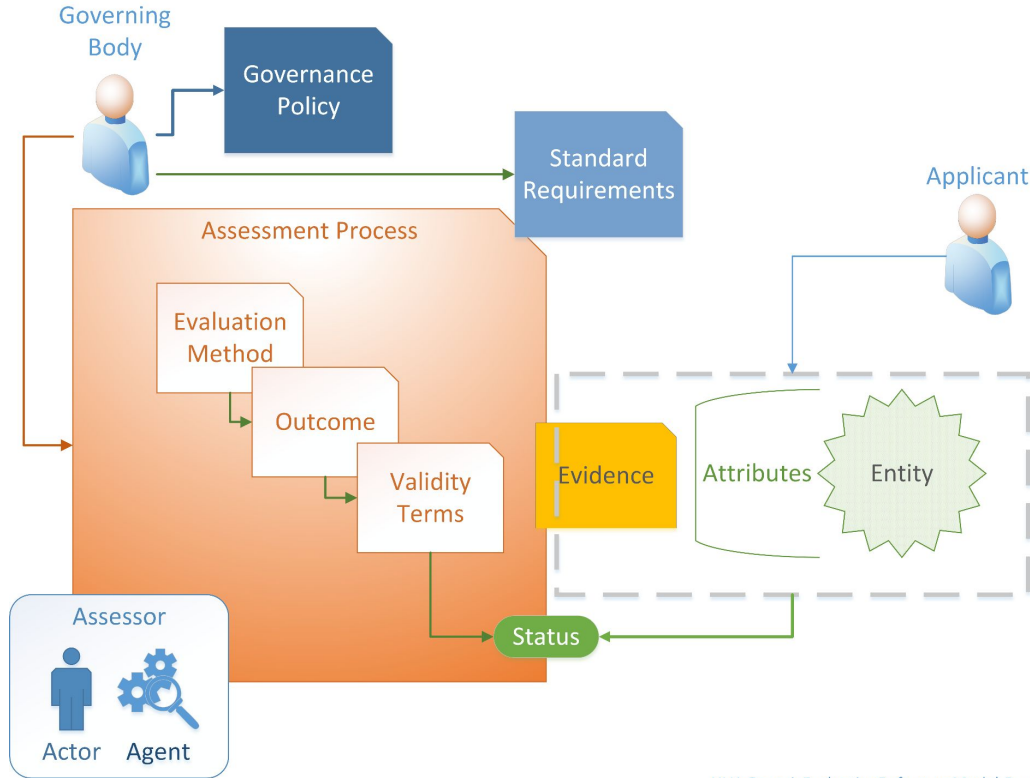 Governing
Body
Governance
Policy
Standard
Requirements
Applicant
Assessment Process
Evaluation
Method
Outcome
Validity
Terms
Evidence
Attributes
Entity
Status
Assessor
Actor
Agent